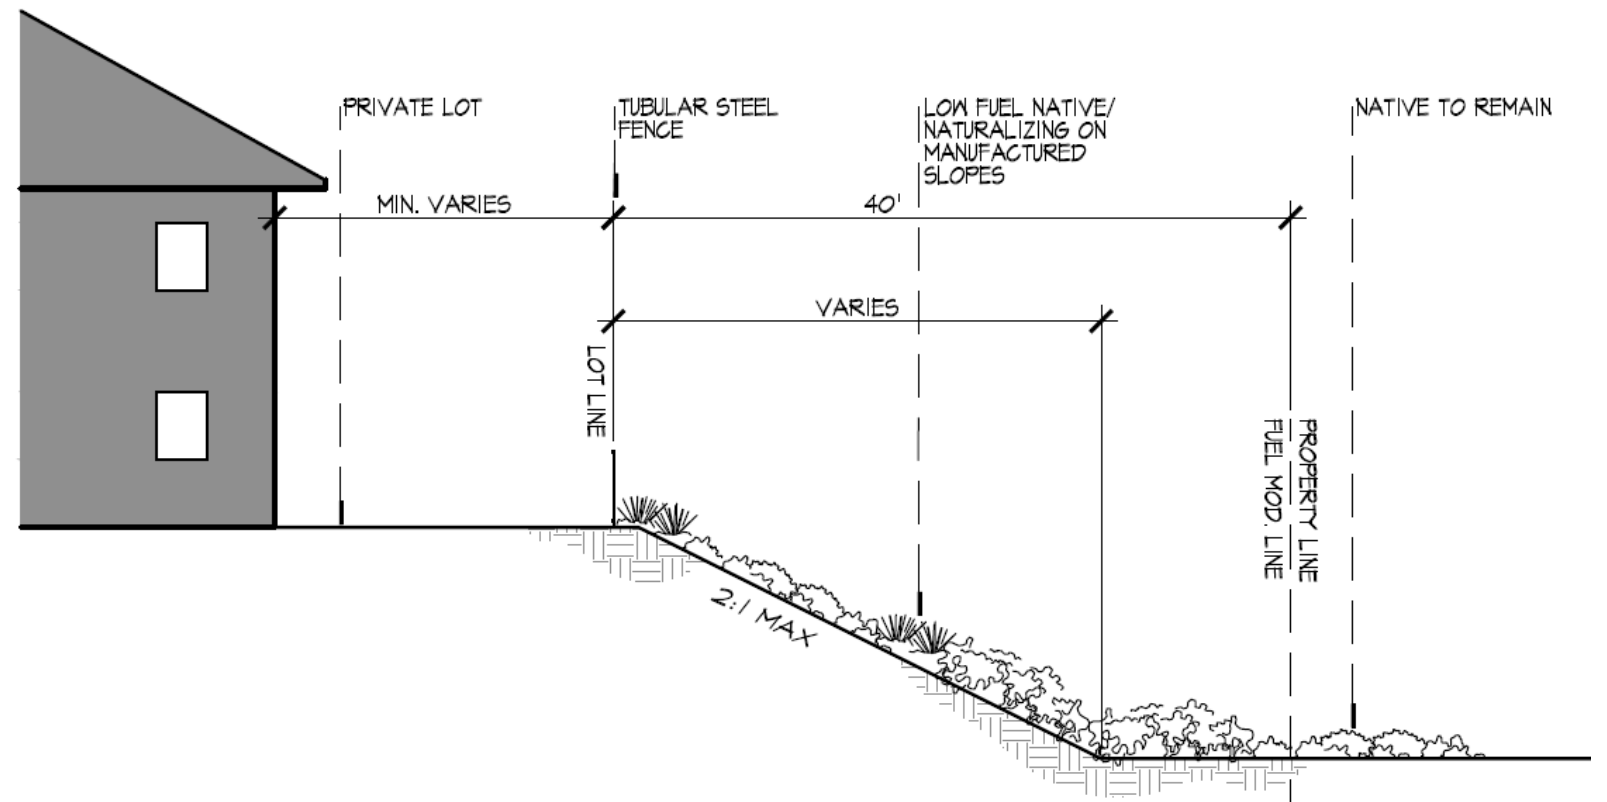 PRIVATE LOT
TUBULAR STEEL
FENCE
LOW FUEL NATIVE/
NATURALIZING ON
MANUFACTURED
SLOPES
NATIVE TO REMAIN
MIN. VARIES
40'
VARIES
LOT LINE
PROPERTY LINE
FUEL MOD. LINE
2:1 MAX